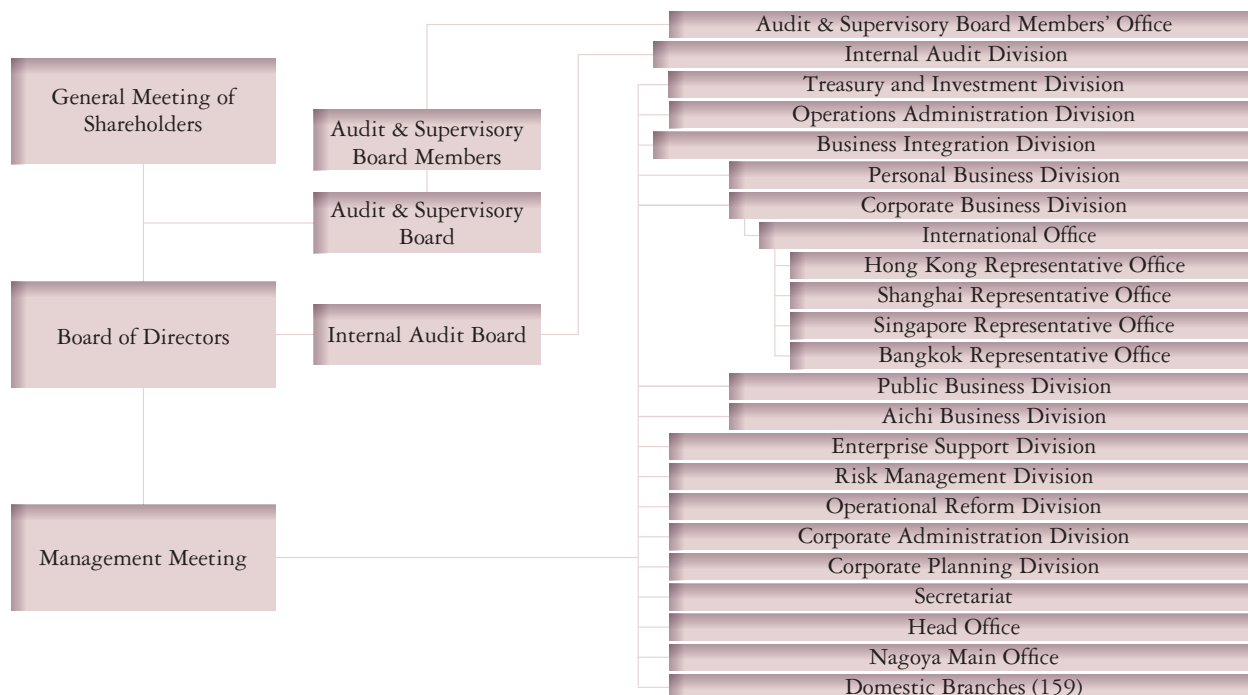 General Meeting of
Shareholders
Board of Directors
Management Meeting
Audit & Supervisory
Board Members
Audit & Supervisory
Board
Internal Audit Board
Audit & Supervisory Board Members’ Office
Internal Audit Division
Treasury and Investment Division
Operations Administration Division
Business Integration Division
Personal Business Division
Corporate Business Division
International Office
Hong Kong Representative Office
Shanghai Representative Office
Singapore Representative Office
Bangkok Representative Office
Public Business Division
Aichi Business Division
Enterprise Support Division
Risk Management Division
Operational Reform Division
Corporate Administration Division
Corporate Planning Division
Secretariat
Head Office
Nagoya Main Office
Domestic Branches (159)